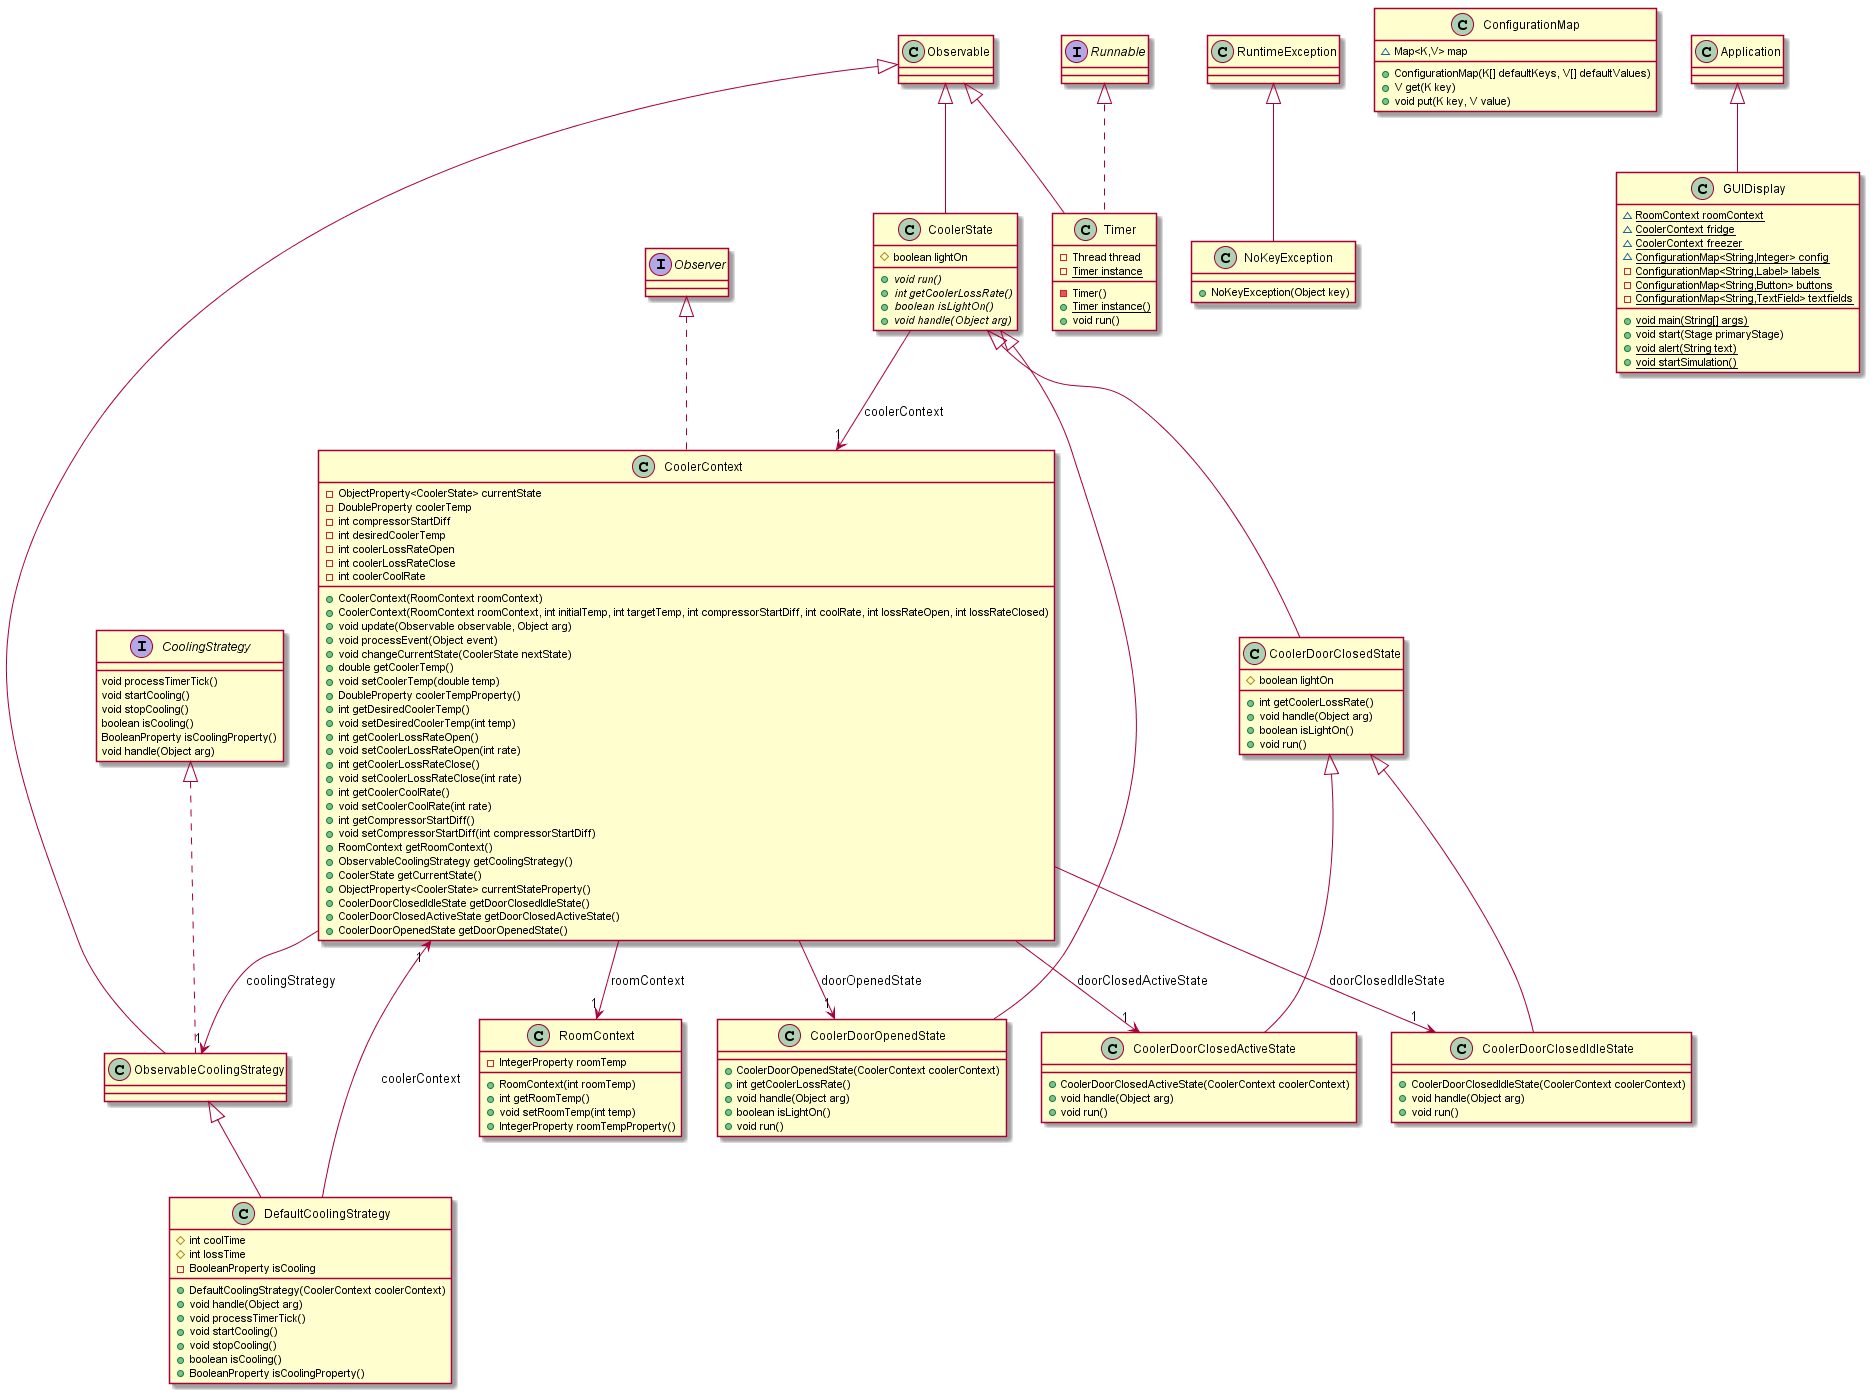 C Observable
I Runnable
C RuntimeException
C ConfigurationMap
Map<K,V> map
ConfigurationMap(K[] defaultKeys, V[] defaultValues)
V get(K key)
void put(K key, V value)
C Application
C GUIDisplay
RoomContext roomContext
CoolerContext fridge
CoolerContext freezer
ConfigurationMap<String,Integer> config
ConfigurationMap<String,Label> labels
ConfigurationMap<String,Button> buttons
ConfigurationMap<String,TextField> textfields
void main(String[] args)
void start(Stage primaryStage)
void alert(String text)
void startSimulation()
C CoolerState
boolean lightOn
void run()
int getCoolerLossRate()
boolean isLightOn()
void handle(Object arg)
C Timer
Thread thread
Timer instance
Timer()
Timer instance()
void run()
C NoKeyException
NoKeyException(Object key)
I Observer
coolerContext
1
C CoolerContext
ObjectProperty<CoolerState> currentState
DoubleProperty coolerTemp
int compressorStartDiff
int desiredCoolerTemp
int coolerLossRateOpen
int coolerLossRateClose
int coolerCoolRate
CoolerContext(RoomContext roomContext)
CoolerContext(RoomContext roomContext, int initialTemp, int targetTemp, int compressorStartDiff, int coolRate, int lossRateOpen, int lossRateClosed)
void update(Observable observable, Object arg)
void processEvent(Object event)
void changeCurrentState(CoolerState nextState)
double getCoolerTemp()
void setCoolerTemp(double temp)
DoubleProperty coolerTempProperty()
int getDesiredCoolerTemp()
void setDesiredCoolerTemp(int temp)
int getCoolerLossRateOpen()
void setCoolerLossRateOpen(int rate)
int getCoolerLossRateClose()
void setCoolerLossRateClose(int rate)
int getCoolerCoolRate()
void setCoolerCoolRate(int rate)
int getCompressorStartDiff()
void setCompressorStartDiff(int compressorStartDiff)
RoomContext getRoomContext()
ObservableCoolingStrategy getCoolingStrategy()
CoolerState getCurrentState()
ObjectProperty<CoolerState> currentStateProperty()
CoolerDoorClosedIdleState getDoorClosedIdleState()
CoolerDoorClosedActiveState getDoorClosedActiveState()
CoolerDoorOpenedState getDoorOpenedState()
I CoolingStrategy
void processTimerTick()
void startCooling()
void stopCooling()
boolean isCooling()
BooleanProperty isCoolingProperty()
void handle(Object arg)
C CoolerDoorClosedState
boolean lightOn
int getCoolerLossRate()
void handle(Object arg)
boolean isLightOn()
void run()
coolingStrategy
1
1
roomContext
1
doorOpenedState
1
doorClosedActiveState
1
doorClosedIdleState
1
C ObservableCoolingStrategy
coolerContext
C RoomContext
IntegerProperty roomTemp
RoomContext(int roomTemp)
int getRoomTemp()
void setRoomTemp(int temp)
IntegerProperty roomTempProperty()
C CoolerDoorOpenedState
CoolerDoorOpenedState(CoolerContext coolerContext)
int getCoolerLossRate()
void handle(Object arg)
boolean isLightOn()
void run()
C CoolerDoorClosedActiveState
CoolerDoorClosedActiveState(CoolerContext coolerContext)
void handle(Object arg)
void run()
C CoolerDoorClosedIdleState
CoolerDoorClosedIdleState(CoolerContext coolerContext)
void handle(Object arg)
void run()
C DefaultCoolingStrategy
int coolTime
int lossTime
BooleanProperty isCooling
DefaultCoolingStrategy(CoolerContext coolerContext)
void handle(Object arg)
void processTimerTick()
void startCooling()
void stopCooling()
boolean isCooling()
BooleanProperty isCoolingProperty()